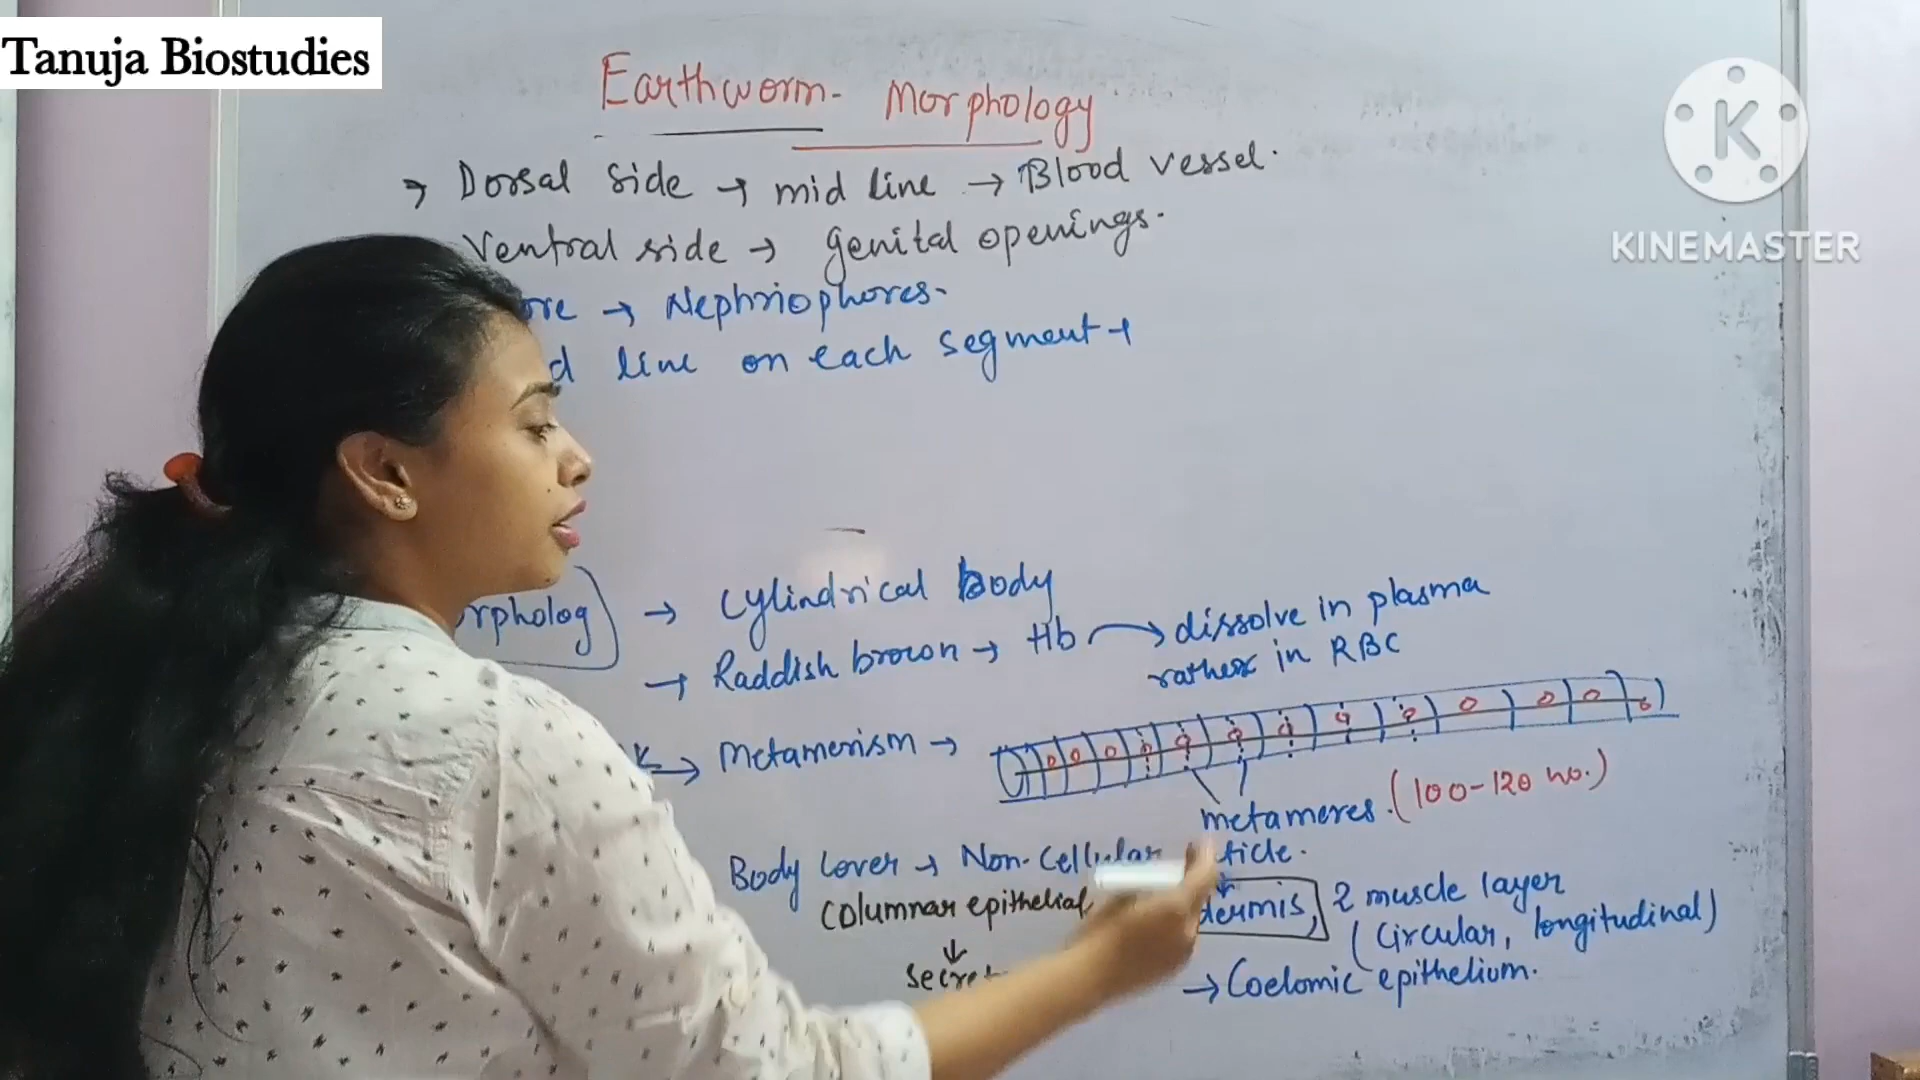 Tanuja Biostudies
Earthworm - Morphology
→ Dorsal side → mid line → Blood vessel.
Ventral side → genital openings.
→ Nephriophores.
line on each segment →
→ Cylindrical body
→ Raddish brown → Hb → dissolve in plasma
rather in RBC
→ Metamerism →
metameres. (100-120 no.)
Body Cover → Non-Cellular
Columnar epithelial
2 muscle layer
(Circular, longitudinal)
→ Coelomic epithelium.
K
KINEMASTER